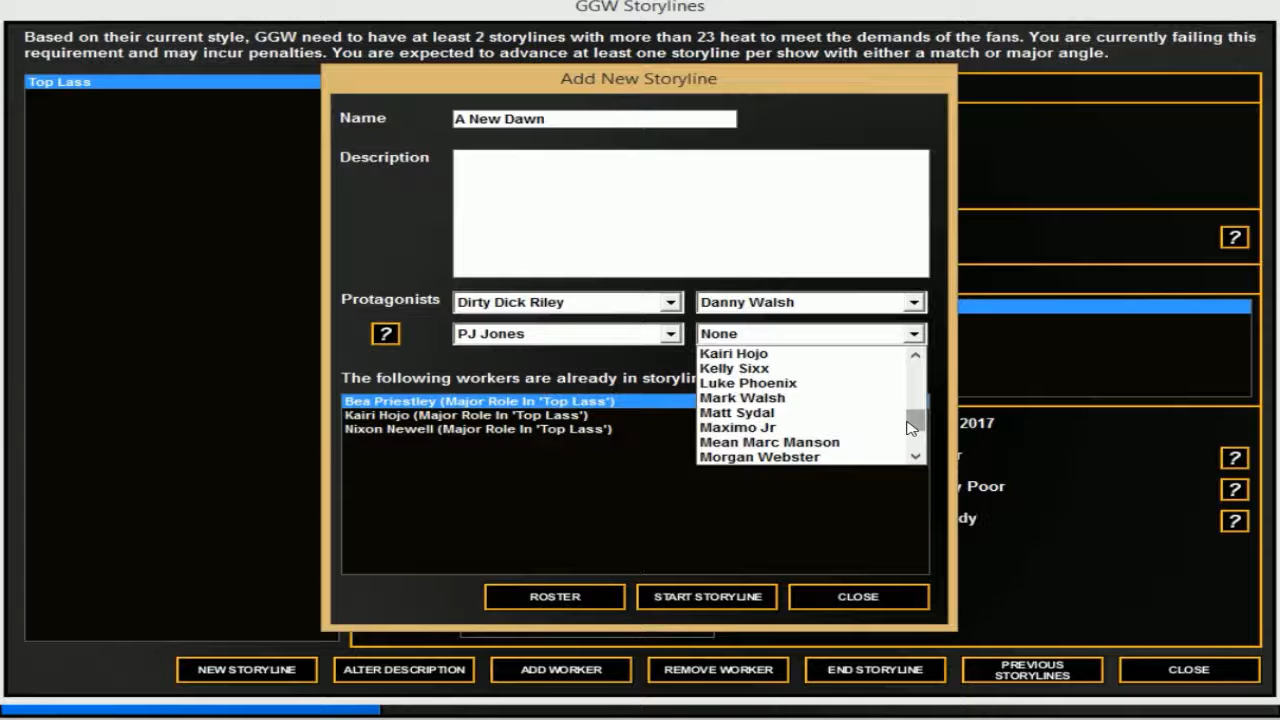 GGW Storylines
Based on their current style, GGW need to have at least 2 storylines with more than 23 heat to meet the demands of the fans. You are currently failing this
requirement and may incur penalties. You are expected to advance at least one storyline per show with either a match or major angle.
Top Lass
Add New Storyline
Name
A New Dawn
Description
?
Protagonists
Dirty Dick Riley
Danny Walsh
?
PJ Jones
None
Kairi Hojo
Kelly Sixx
Luke Phoenix
Mark Walsh
Matt Sydal
Maximo Jr
Mean Marc Manson
Morgan Webster
The following workers are already in storylin
Bea Priestley (Major Role In 'Top Lass')
Kairi Hojo (Major Role In 'Top Lass')
Nixon Newell (Major Role In 'Top Lass')
2017
r
?
y Poor
?
dy
?
ROSTER
START STORYLINE
CLOSE
NEW STORYLINE
ALTER DESCRIPTION
ADD WORKER
REMOVE WORKER
END STORYLINE
PREVIOUS
STORYLINES
CLOSE